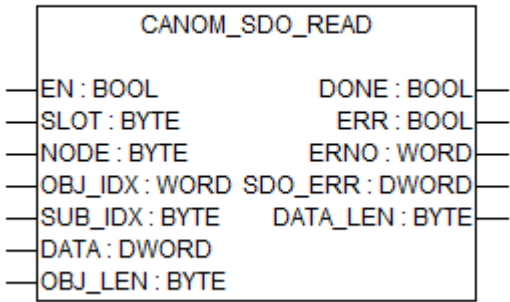 CANOM_SDO_READ
EN : BOOL DONE : BOOL
SLOT : BYTE ERR : BOOL
NODE : BYTE ERNO : WORD
OBJ_IDX : WORD SDO_ERR : DWORD
SUB_IDX : BYTE DATA_LEN : BYTE
DATA : DWORD
OBJ_LEN : BYTE